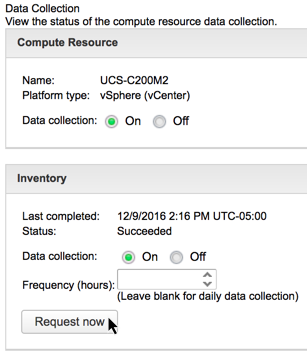 Data Collection
View the status of the compute resource data collection.
Compute Resource
Name: UCS-C200M2
Platform type: vSphere (vCenter)
Data collection: On Off
Inventory
Last completed: 12/9/2016 2:16 PM UTC-05:00
Status: Succeeded
Data collection: On Off
Frequency (hours):
(Leave blank for daily data collection)
Request now